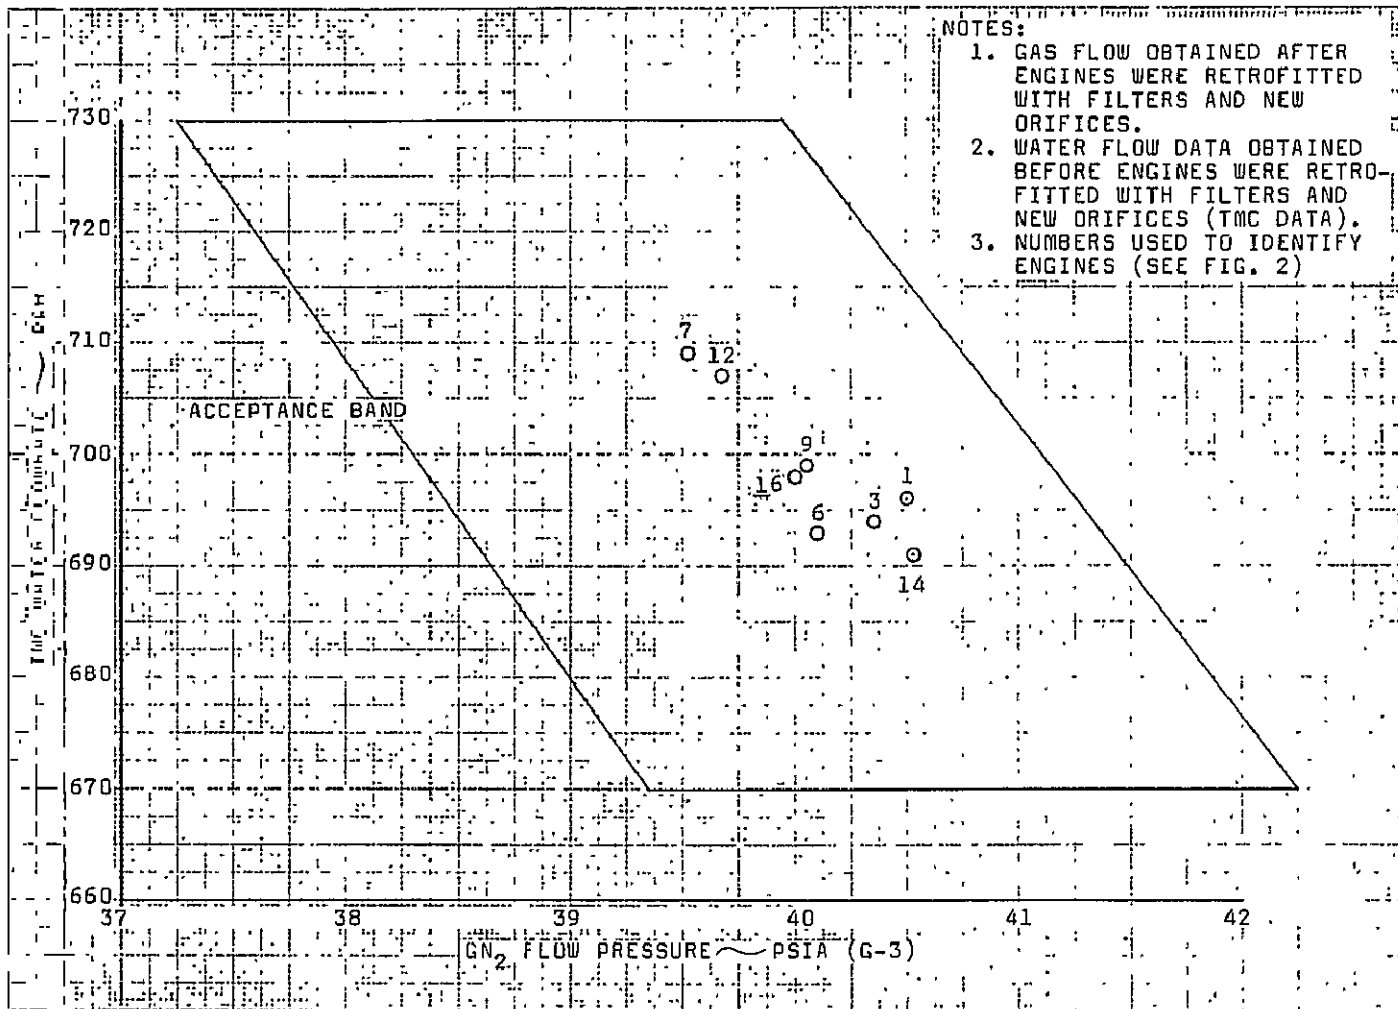 NOTES:
1. GAS FLOW OBTAINED AFTER
ENGINES WERE RETROFITTED
WITH FILTERS AND NEW
ORIFICES.
2. WATER FLOW DATA OBTAINED
BEFORE ENGINES WERE RETRO-
FITTED WITH FILTERS AND
NEW ORIFICES (TMC DATA).
3. NUMBERS USED TO IDENTIFY
ENGINES (SEE FIG. 2)
730
720
710
700
690
680
670
660
7
12
ACCEPTANCE BAND
9
16
1
3
6
14
37
38
39
40
41
42
GN2 FLOW PRESSURE ~ PSIA (G-3)